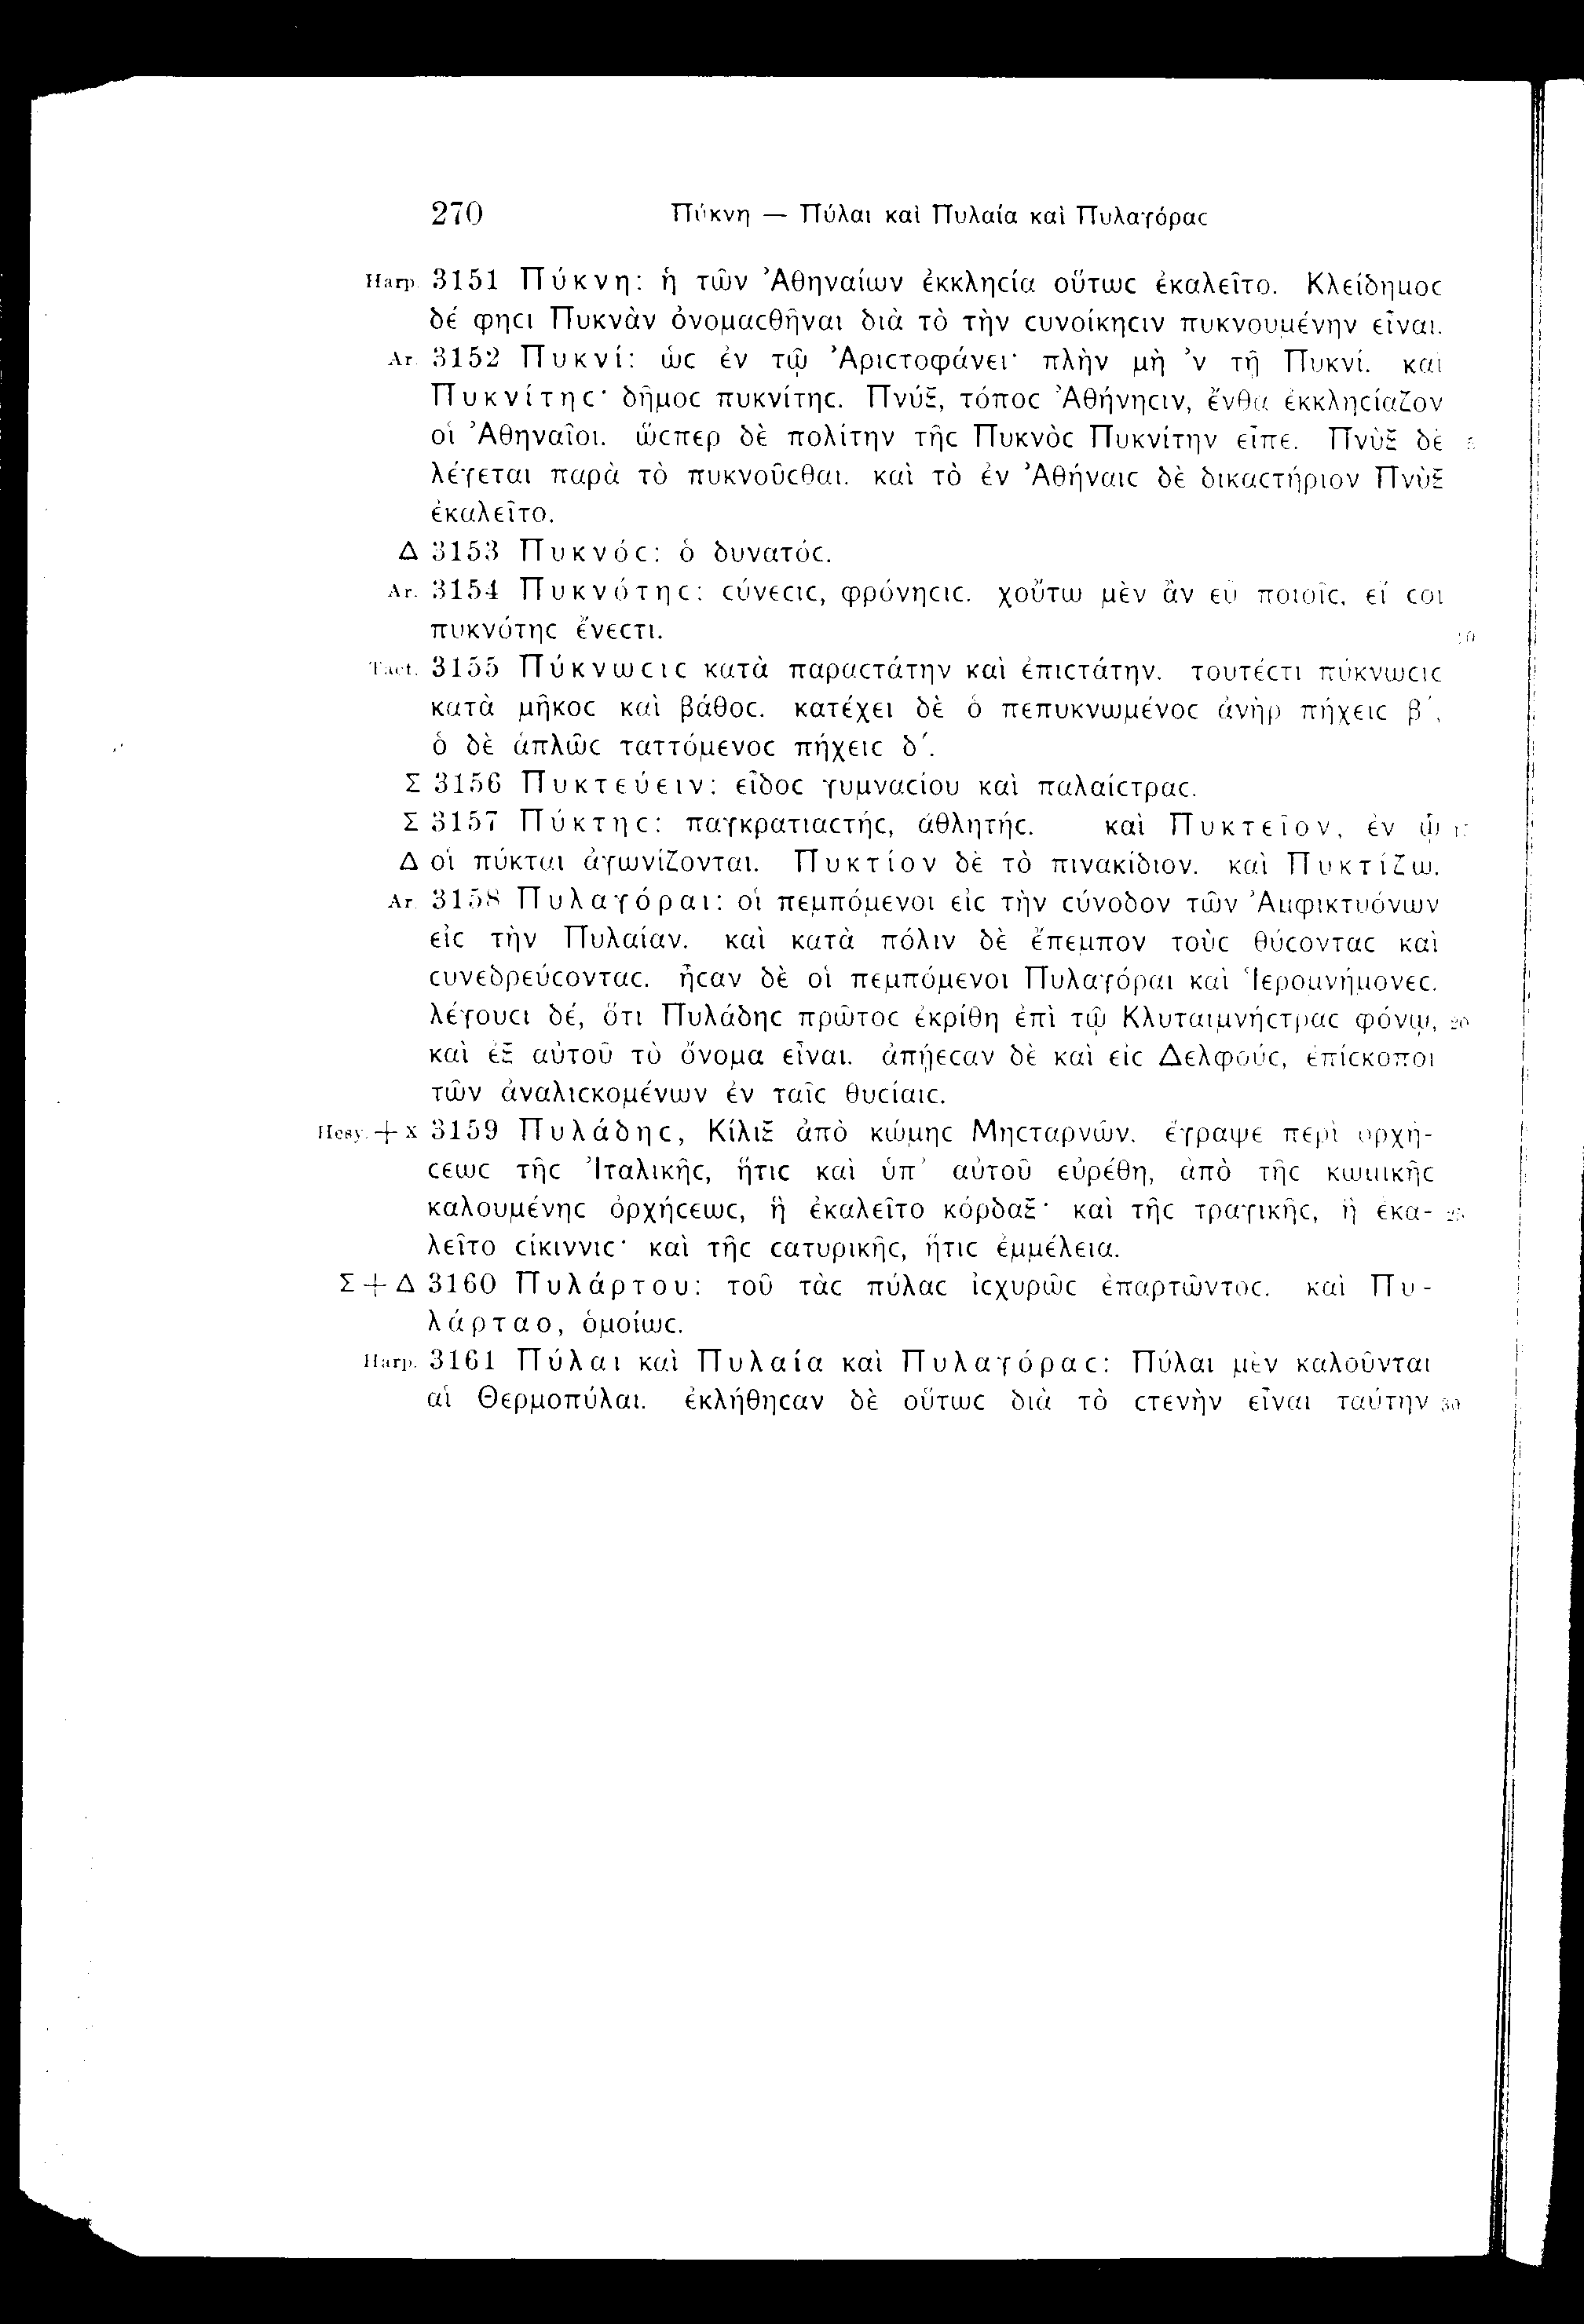 270 Πύκνη — Πύλαι καὶ Πυλαία καὶ Πυλαγόραϲ
Harp. 3151 Πύκνη: ἡ τῶν Ἀθηναίων ἐκκληϲία οὕτωϲ ἐκαλεῖτο. Κλείδημοϲ
δέ φηϲι Πυκνὰν ὀνομαϲθῆναι διὰ τὸ τὴν ϲυνοίκηϲιν πυκνουμένην εἶναι.
Ar. 3152 Πυκνί: ὡϲ ἐν τῷ Ἀριϲτοφάνει· πλὴν μὴ ’ν τῇ Πυκνί. καὶ
Πυκνίτηϲ· δῆμοϲ πυκνίτηϲ. Πνύξ, τόποϲ Ἀθήνηϲιν, ἔνθα ἐκκληϲίαζον
οἱ Ἀθηναῖοι. ὥϲπερ δὲ πολίτην τῆϲ Πυκνὸϲ Πυκνίτην εἶπε. Πνὺξ δὲ 5
λέγεται παρὰ τὸ πυκνοῦϲθαι. καὶ τὸ ἐν Ἀθήναιϲ δὲ δικαϲτήριον Πνὺξ
ἐκαλεῖτο.
Δ 3153 Πυκνόϲ: ὁ δυνατόϲ.
Ar. 3154 Πυκνότηϲ: ϲύνεϲιϲ, φρόνηϲιϲ. χοὔτω μὲν ἂν εὖ ποιοῖϲ, εἴ ϲοι
πυκνότηϲ ἔνεϲτι. 10
Tact. 3155 Πύκνωϲιϲ κατὰ παραϲτάτην καὶ ἐπιϲτάτην. τουτέϲτι πύκνωϲιϲ
κατὰ μῆκοϲ καὶ βάθοϲ. κατέχει δὲ ὁ πεπυκνωμένοϲ ἀνὴρ πήχειϲ β΄,
ὁ δὲ ἁπλῶϲ ταττόμενοϲ πήχειϲ δ΄.
Σ 3156 Πυκτεύειν: εἶδοϲ γυμναϲίου καὶ παλαίϲτραϲ.
Σ 3157 Πύκτηϲ: παγκρατιαϲτήϲ, ἀθλητήϲ. καὶ Πυκτεῖον, ἐν ᾧ 15
Δ οἱ πύκται ἀγωνίζονται. Πυκτίον δὲ τὸ πινακίδιον. καὶ Πυκτίζω.
Ar. 3158 Πυλαγόραι: οἱ πεμπόμενοι εἰϲ τὴν ϲύνοδον τῶν Ἀμφικτυόνων
εἰϲ τὴν Πυλαίαν. καὶ κατὰ πόλιν δὲ ἔπεμπον τοὺϲ θύϲονταϲ καὶ
ϲυνεδρεύϲονταϲ. ἦϲαν δὲ οἱ πεμπόμενοι Πυλαγόραι καὶ Ἱερομνήμονεϲ.
λέγουϲι δέ, ὅτι Πυλάδηϲ πρῶτοϲ ἐκρίθη ἐπὶ τῷ Κλυταιμνήϲτραϲ φόνῳ, 20
καὶ ἐξ αὐτοῦ τὸ ὄνομα εἶναι. ἀπῄεϲαν δὲ καὶ εἰϲ Δελφούϲ, ἐπίϲκοποι
τῶν ἀναλιϲκομένων ἐν ταῖϲ θυϲίαιϲ.
Hesy. + x 3159 Πυλάδηϲ, Κίλιξ ἀπὸ κώμηϲ Μηϲταρνῶν. ἔγραψε περὶ ὀρχή-
ϲεωϲ τῆϲ Ἰταλικῆϲ, ἥτιϲ καὶ ὑπ’ αὐτοῦ εὑρέθη, ἀπὸ τῆϲ κωμικῆϲ
καλουμένηϲ ὀρχήϲεωϲ, ἣ ἐκαλεῖτο κόρδαξ· καὶ τῆϲ τραγικῆϲ, ἣ ἐκα- 25
λεῖτο ϲίκιννιϲ· καὶ τῆϲ ϲατυρικῆϲ, ἥτιϲ ἐμμέλεια.
Σ + Δ 3160 Πυλάρτου: τοῦ τὰϲ πύλαϲ ἰϲχυρῶϲ ἐπαρτῶντοϲ. καὶ Πυ-
λάρταο, ὁμοίωϲ.
Harp. 3161 Πύλαι καὶ Πυλαία καὶ Πυλαγόραϲ: Πύλαι μὲν καλοῦνται
αἱ Θερμοπύλαι. ἐκλήθηϲαν δὲ οὕτωϲ διὰ τὸ ϲτενὴν εἶναι ταύτην 30